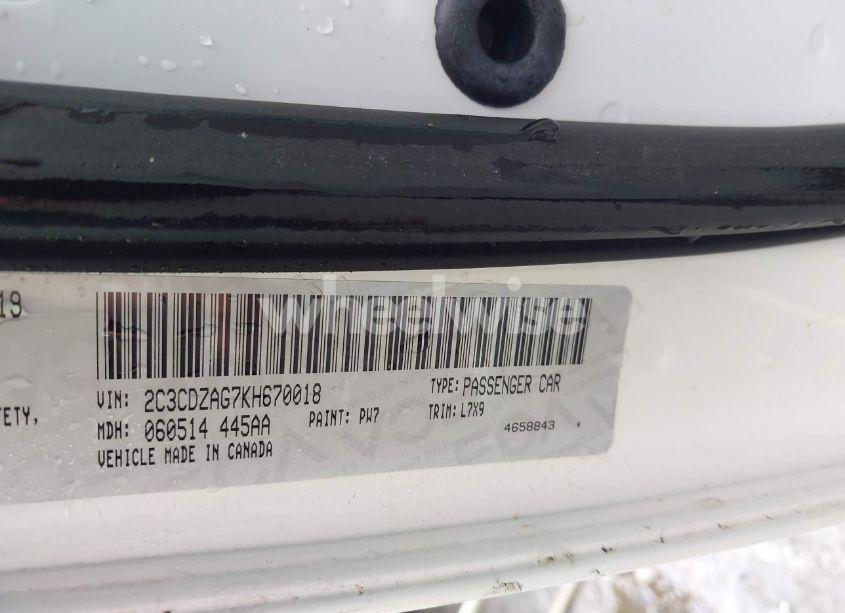 19
wheelwise
VIN: 2C3CDZAG7KH670018
TYPE: PASSENGER CAR
ETY,
MDH: 060514 445AA
PAINT: PW7
TRIM: L7X9
4658843 *
VEHICLE MADE IN CANADA